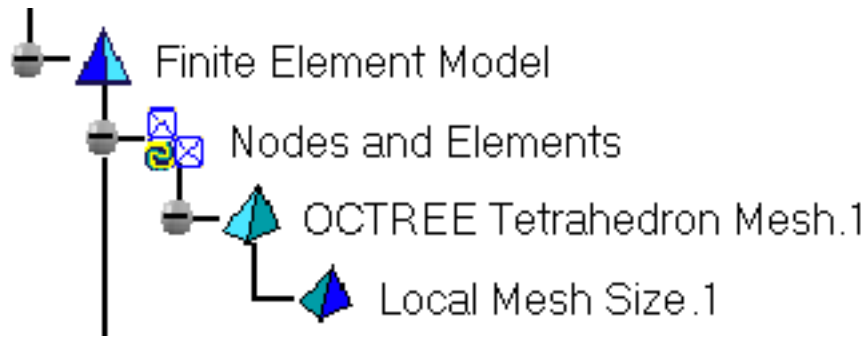 Finite Element Model
Nodes and Elements
OCTREE Tetrahedron Mesh.1
Local Mesh Size.1